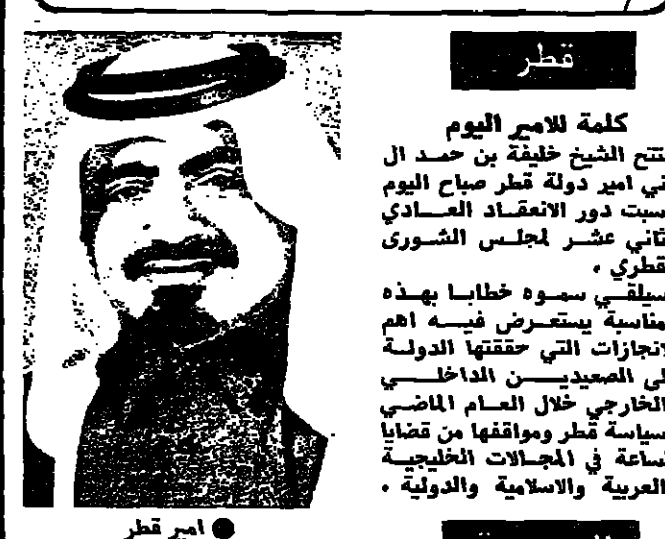 قطر
كلمة للامير اليوم
يفتتح الشيخ خليفة بن حمد ال
ثاني امير دولة قطر صباح اليوم
السبت دور الانعقاد العادي
الثاني عشر لمجلس الشورى
القطري .
وسيلقي سموه خطابا بهذه
المناسبة يستعرض فيه اهم
الانجازات التي حققتها الدولة
على الصعيدين الداخلي
والخارجي خلال العام الماضي
وسياسة قطر ومواقفها من قضايا
الساعة في المجالات الخليجية
والعربية والاسلامية والدولية .
امير قطر